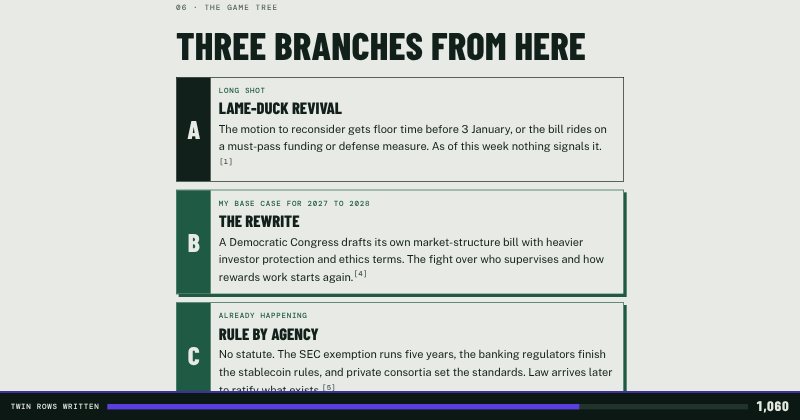 06 · THE GAME TREE
THREE BRANCHES FROM HERE
A
LONG SHOT
LAME-DUCK REVIVAL
The motion to reconsider gets floor time before 3 January, or the bill rides on
a must-pass funding or defense measure. As of this week nothing signals it.
[1]
B
MY BASE CASE FOR 2027 TO 2028
THE REWRITE
A Democratic Congress drafts its own market-structure bill with heavier
investor protection and ethics terms. The fight over who supervises and how
rewards work starts again.[4]
C
ALREADY HAPPENING
RULE BY AGENCY
No statute. The SEC exemption runs five years, the banking regulators finish
the stablecoin rules, and private consortia set the standards. Law arrives later
to ratify what exists.[5]
TWIN ROWS WRITTEN
1,060